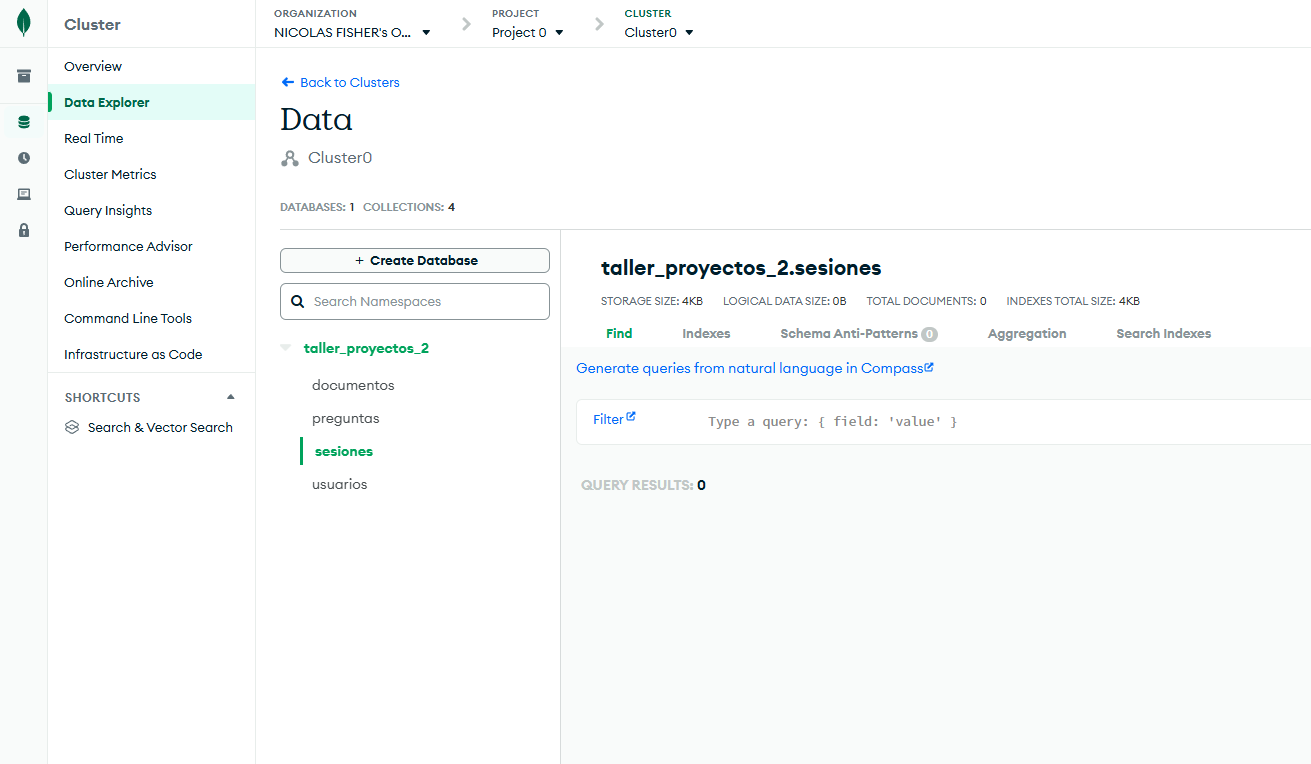 Cluster
ORGANIZATION
NICOLAS FISHER's O...
PROJECT
Project 0
CLUSTER
Cluster0
Overview
Data Explorer
Real Time
Cluster Metrics
Query Insights
Performance Advisor
Online Archive
Command Line Tools
Infrastructure as Code
SHORTCUTS
Search & Vector Search
Back to Clusters
Data
Cluster0
DATABASES: 1 COLLECTIONS: 4
+ Create Database
Search Namespaces
taller_proyectos_2
documentos
preguntas
sesiones
usuarios
taller_proyectos_2.sesiones
STORAGE SIZE: 4KB LOGICAL DATA SIZE: 0B TOTAL DOCUMENTS: 0 INDEXES TOTAL SIZE: 4KB
Find Indexes Schema Anti-Patterns 0 Aggregation Search Indexes
Generate queries from natural language in Compass
Filter Type a query: { field: 'value' }
QUERY RESULTS: 0